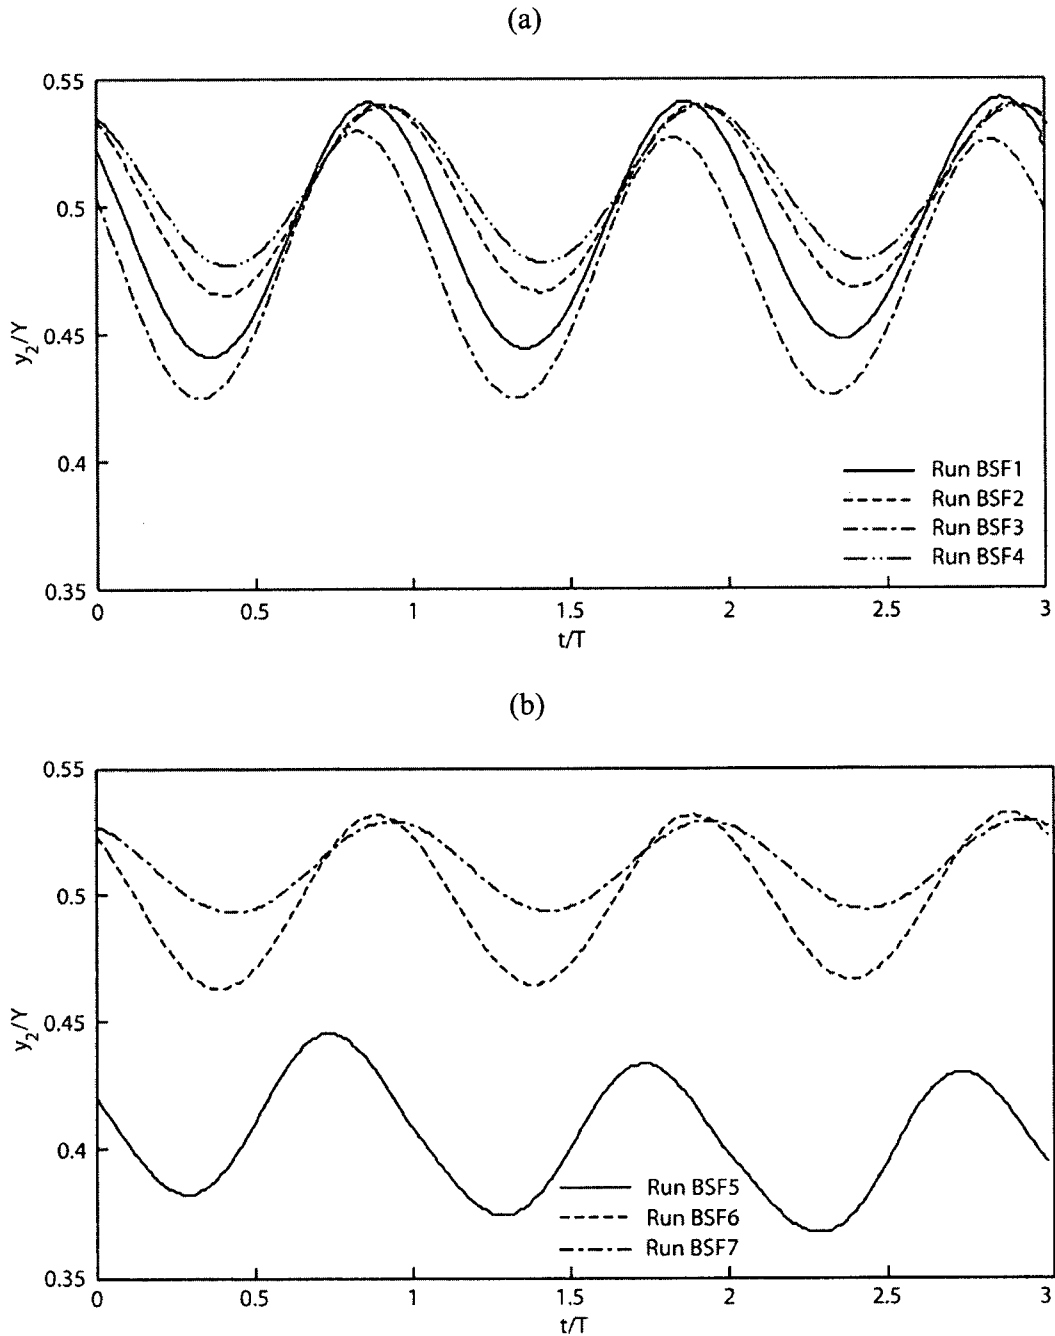 (a)
0.55
0.5
0.45
0.4
0.35
y2/Y
0 0.5 1 1.5 2 2.5 3
t/T
Run BSF1
Run BSF2
Run BSF3
Run BSF4
(b)
0.55
0.5
0.45
0.4
0.35
y2/Y
0 0.5 1 1.5 2 2.5 3
t/T
Run BSF5
Run BSF6
Run BSF7